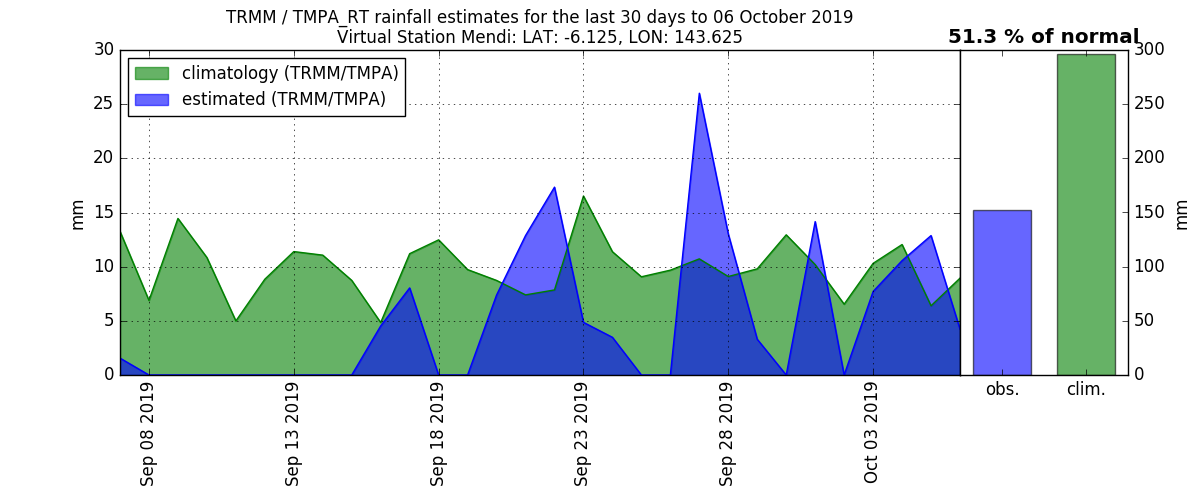 TRMM / TMPA_RT rainfall estimates for the last 30 days to 06 October 2019
Virtual Station Mendi: LAT: -6.125, LON: 143.625
51.3 % of normal
climatology (TRMM/TMPA)
estimated (TRMM/TMPA)
30
25
20
15
10
5
0
mm
Sep 08 2019
Sep 13 2019
Sep 18 2019
Sep 23 2019
Sep 28 2019
Oct 03 2019
obs.
clim.
300
250
200
150
100
50
0
mm